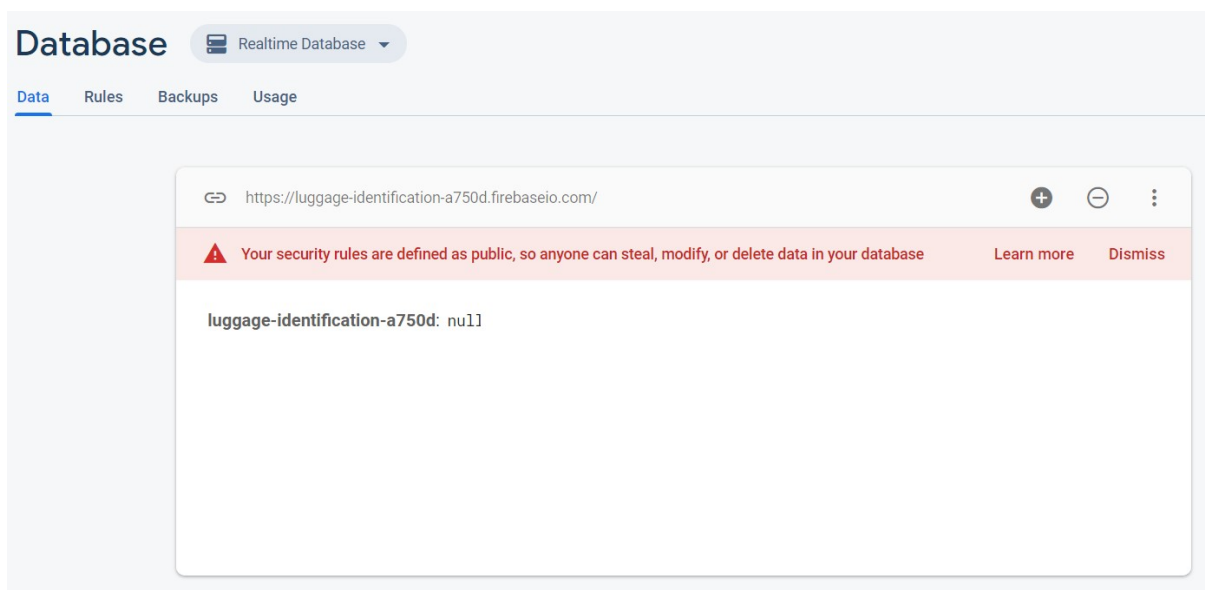 Database Realtime Database
Data Rules Backups Usage
https://luggage-identification-a750d.firebaseio.com/
Your security rules are defined as public, so anyone can steal, modify, or delete data in your database Learn more Dismiss
luggage-identification-a750d: null